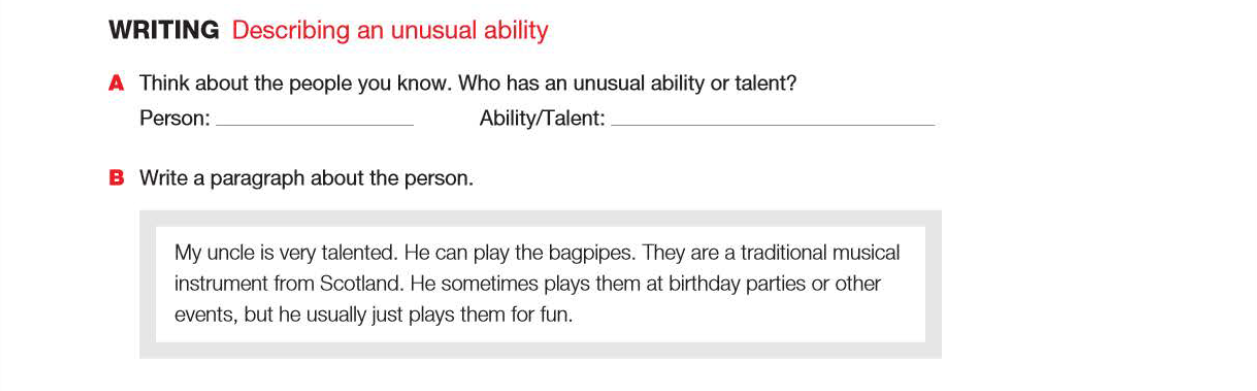 WRITING Describing an unusual ability
A Think about the people you know. Who has an unusual ability or talent?
Person: Ability/Talent:
B Write a paragraph about the person.
My uncle is very talented. He can play the bagpipes. They are a traditional musical
instrument from Scotland. He sometimes plays them at birthday parties or other
events, but he usually just plays them for fun.